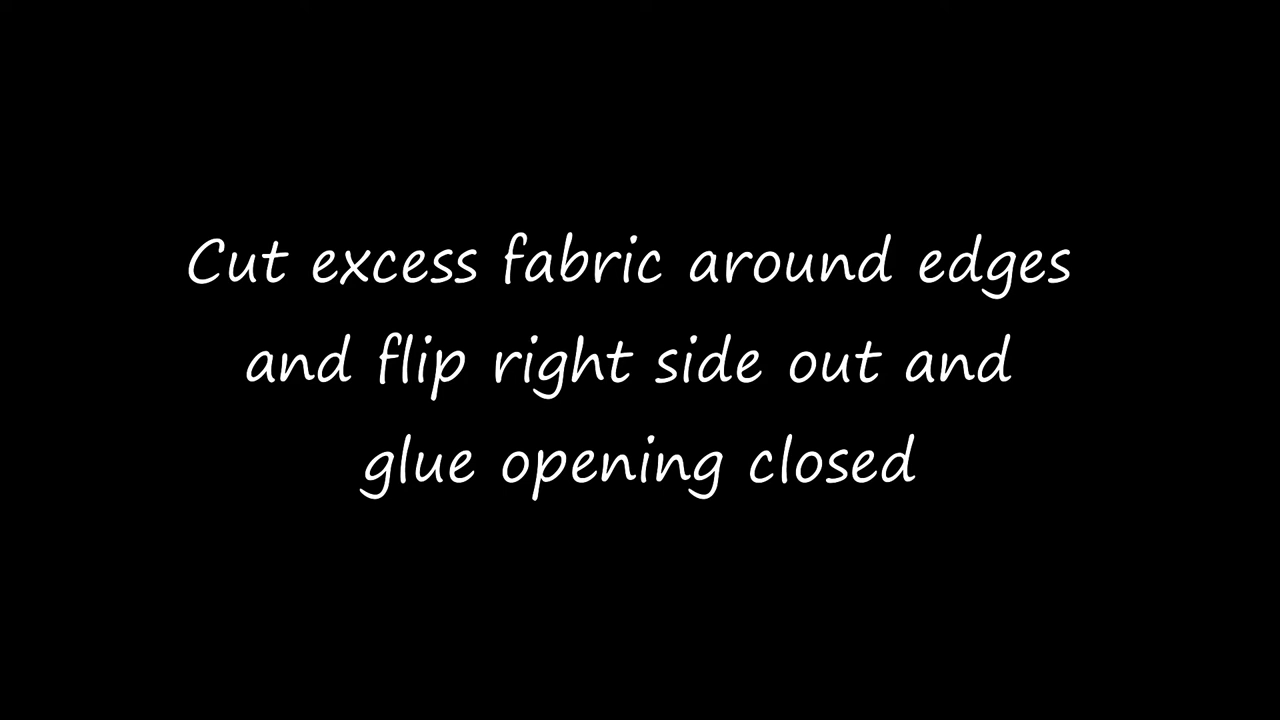 Cut excess fabric around edges
and flip right side out and
glue opening closed